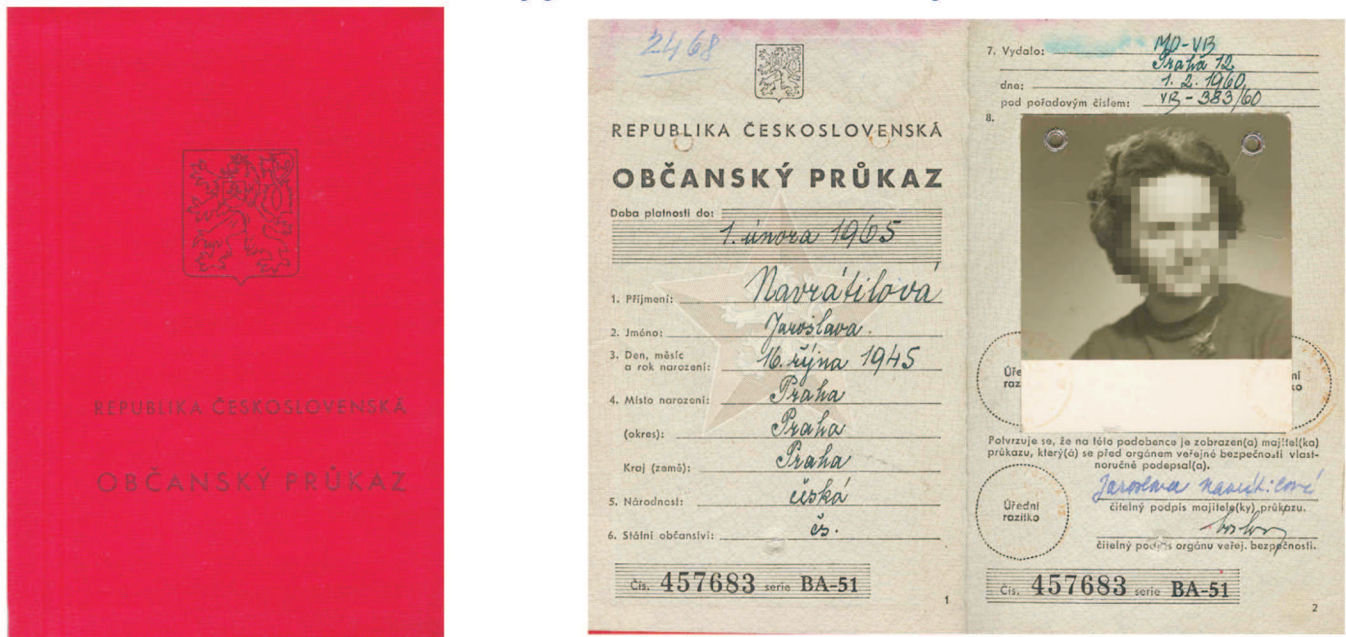 REPUBLIKA ČESKOSLOVENSKÁ
OBČANSKÝ PRŮKAZ
2468
REPUBLIKA ČESKOSLOVENSKÁ
OBČANSKÝ PRŮKAZ
Doba platnosti do:
1. února 1965
1. Příjmení: Navrátilová
2. Jméno: Jaroslava.
3. Den, měsíc
a rok narození: 16. října 1945
4. Místo narození: Praha
(okres): Praha
Kraj (země): Praha
5. Národnost: česká
6. Státní občanství: čs.
Čís. 457683 serie BA-51
1
7. Vydalo: MO-VB
Praha 12
dne: 1. 2. 1960
pod pořadovým číslem: VB-383/60
8.
Úřední
razítko
Potvrzuje se, že na této podobence je zobrazen(a) majitel(ka)
průkazu, který(á) se před orgánem veřejné bezpečnosti vlast-
noručně podepsal(a).
Jaroslava Navrátilová
čitelný podpis majitele(ky) průkazu.
Úřední
razítko
čitelný podpis orgánu veřej. bezpečnosti.
Čís. 457683 serie BA-51
2